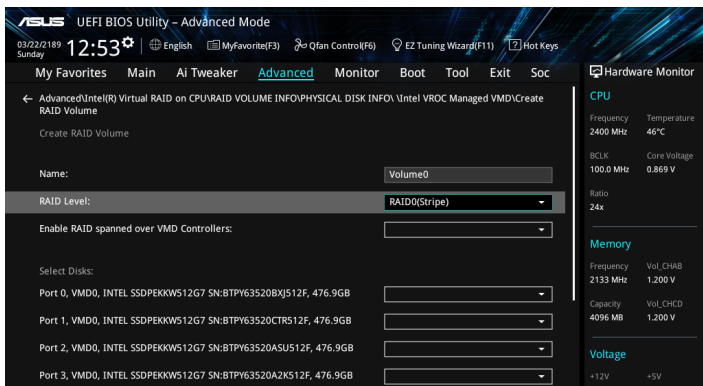 ASUS UEFI BIOS Utility – Advanced Mode
03/22/2189
Sunday
12:53
English
MyFavorite(F3)
Qfan Control(F6)
EZ Tuning Wizard(F11)
? Hot Keys
My Favorites Main Ai Tweaker Advanced Monitor Boot Tool Exit Soc
Advanced\Intel(R) Virtual RAID on CPU\RAID VOLUME INFO\PHYSICAL DISK INFO\ \Intel VROC Managed VMD\Create
RAID Volume
Create RAID Volume
Name: Volume0
RAID Level: RAID0(Stripe)
Enable RAID spanned over VMD Controllers:
Select Disks:
Port 0, VMD0, INTEL SSDPEKKW512G7 SN:BTPY63520BXJ512F, 476.9GB
Port 1, VMD0, INTEL SSDPEKKW512G7 SN:BTPY63520CTR512F, 476.9GB
Port 2, VMD0, INTEL SSDPEKKW512G7 SN:BTPY63520ASU512F, 476.9GB
Port 3, VMD0, INTEL SSDPEKKW512G7 SN:BTPY63520A2K512F, 476.9GB
Hardware Monitor
CPU
Frequency Temperature
2400 MHz 46°C
BCLK Core Voltage
100.0 MHz 0.869 V
Ratio
24x
Memory
Frequency Vol_CHAB
2133 MHz 1.200 V
Capacity Vol_CHCD
4096 MB 1.200 V
Voltage
+12V +5V